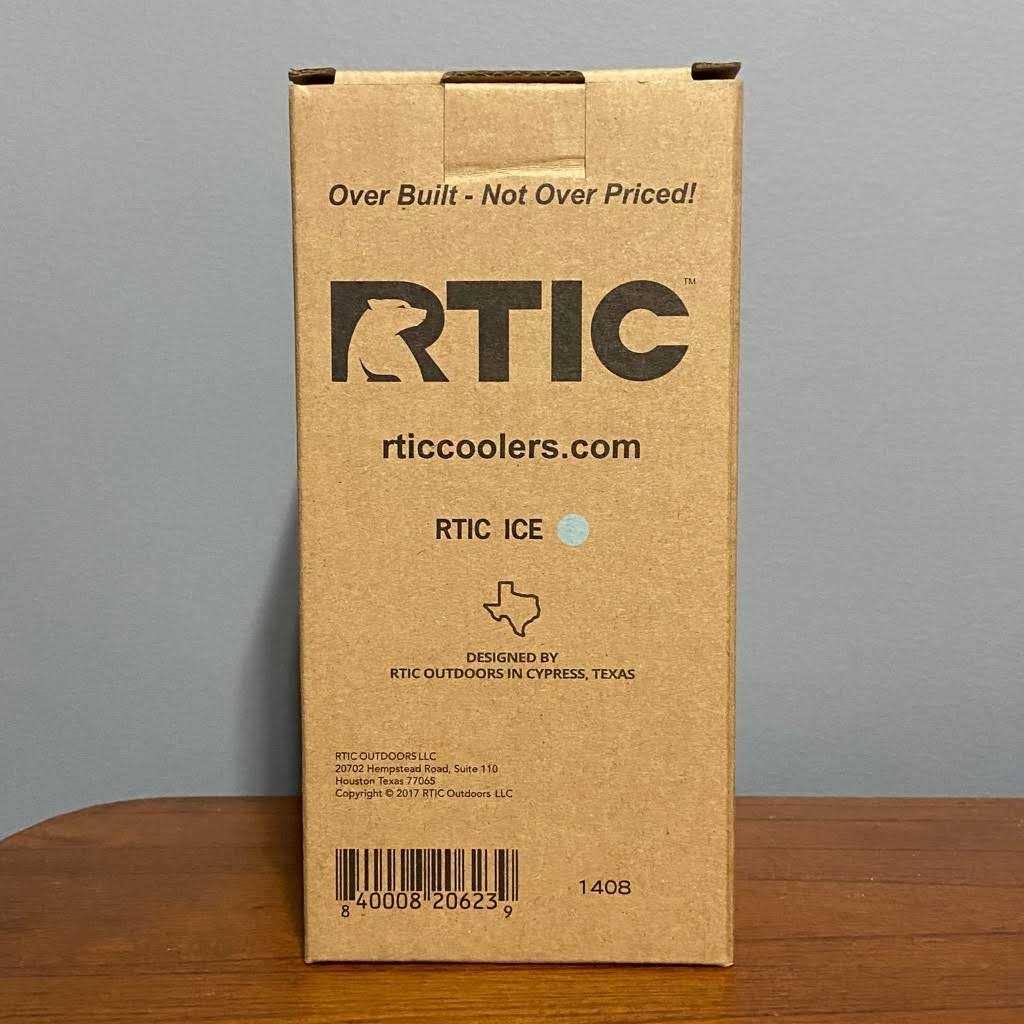 Over Built - Not Over Priced!
RTIC™
rticcoolers.com
RTIC ICE
DESIGNED BY
RTIC OUTDOORS IN CYPRESS, TEXAS
RTIC OUTDOORS LLC
20702 Hempstead Road, Suite 110
Houston Texas 77065
Copyright © 2017 RTIC Outdoors LLC
8 40008 20623 9
1408